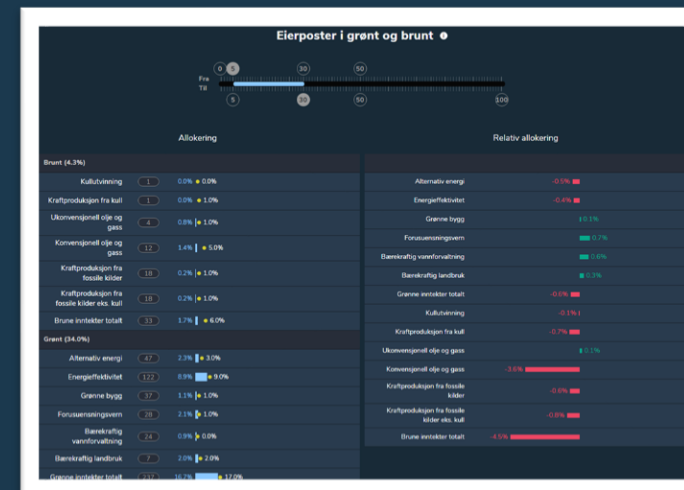 Eierposter i grønt og brunt
0 5 30 50
Fra
Til
5 30 50 100
Allokering
Relativ allokering
Brunt (4.3%)
Kullutvinning 1 0.0% 0.0%
Kraftproduksjon fra kull 1 0.0% 1.0%
Ukonvensjonell olje og
gass 4 0.8% 1.0%
Konvensjonell olje og
gass 12 1.4% 5.0%
Kraftproduksjon fra
fossile kilder 18 0.2% 1.0%
Kraftproduksjon fra
fossile kilder eks. kull 18 0.2% 1.0%
Brune inntekter totalt 33 1.7% 6.0%
Grønt (34.0%)
Alternativ energi 47 2.3% 3.0%
Energieffektivitet 122 8.9% 9.0%
Grønne bygg 37 1.1% 1.0%
Forusuensningsvern 28 2.1% 1.0%
Bærekraftig
vannforvaltning 24 0.9% 0.0%
Bærekraftig landbruk 7 2.0% 2.0%
Grønne inntekter totalt 237 16.7% 17.0%
Alternativ energi -0.5%
Energieffektivitet -0.4%
Grønne bygg 0.1%
Forusuensningsvern 0.7%
Bærekraftig vannforvaltning 0.6%
Bærekraftig landbruk 0.3%
Grønne inntekter totalt -0.6%
Kullutvinning -0.1%
Kraftproduksjon fra kull -0.7%
Ukonvensjonell olje og gass 0.1%
Konvensjonell olje og gass -3.6%
Kraftproduksjon fra fossile
kilder -0.6%
Kraftproduksjon fra fossile
kilder eks. kull -0.8%
Brune inntekter totalt -4.5%